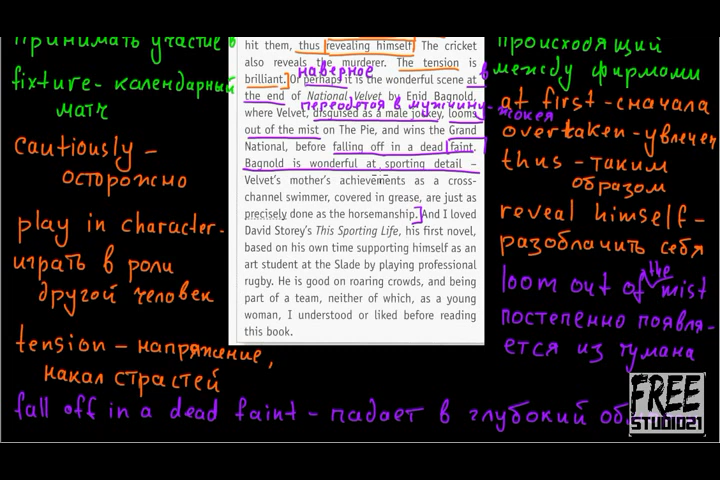 принимать участие в
fixture - календарный
матч
cautiously -
осторожно
play in character -
играть в роли
другой человек
tension - напряжение,
накал страстей
hit them, thus revealing himself. The cricket
also reveals the murderer. The tension is
brilliant. Or perhaps it is the wonderful scene at
наверное
the end of National Velvet by Enid Bagnold,
переодетая в мужчину-жокея
where Velvet, disguised as a male jockey, looms
out of the mist on The Pie, and wins the Grand
National, before falling off in a dead faint.
Bagnold is wonderful at sporting detail –
Velvet's mother's achievements as a cross-
channel swimmer, covered in grease, are just as
precisely done as the horsemanship. And I loved
David Storey's This Sporting Life, his first novel,
based on his own time supporting himself as an
art student at the Slade by playing professional
rugby. He is good on roaring crowds, and being
part of a team, neither of which, as a young
woman, I understood or liked before reading
this book.
происходящий
в между фирмами
at first - сначала
overtaken - увлечен
thus - таким
образом
reveal himself -
разоблачить себя
loom out of the mist
постепенно появля-
ется из тумана
fall off in a dead faint - падает в глубокий
FREE
STUDIO21